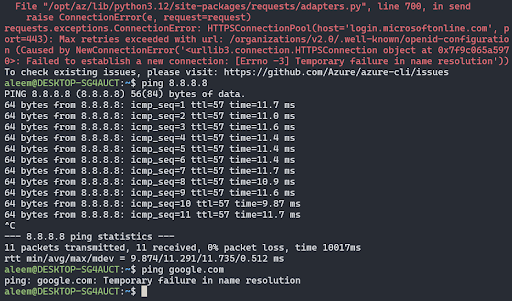 File "/opt/az/lib/python3.12/site-packages/requests/adapters.py", line 700, in send
raise ConnectionError(e, request=request)
requests.exceptions.ConnectionError: HTTPSConnectionPool(host='login.microsoftonline.com', p
ort=443): Max retries exceeded with url: /organizations/v2.0/.well-known/openid-configuratio
n (Caused by NewConnectionError('<urllib3.connection.HTTPSConnection object at 0x7f9c065a597
0>: Failed to establish a new connection: [Errno -3] Temporary failure in name resolution'))
To check existing issues, please visit: https://github.com/Azure/azure-cli/issues
aleem@DESKTOP-SG4AUCT:~$ ping 8.8.8.8
PING 8.8.8.8 (8.8.8.8) 56(84) bytes of data.
64 bytes from 8.8.8.8: icmp_seq=1 ttl=57 time=11.7 ms
64 bytes from 8.8.8.8: icmp_seq=2 ttl=57 time=11.0 ms
64 bytes from 8.8.8.8: icmp_seq=3 ttl=57 time=11.6 ms
64 bytes from 8.8.8.8: icmp_seq=4 ttl=57 time=11.4 ms
64 bytes from 8.8.8.8: icmp_seq=5 ttl=57 time=11.4 ms
64 bytes from 8.8.8.8: icmp_seq=6 ttl=57 time=11.4 ms
64 bytes from 8.8.8.8: icmp_seq=7 ttl=57 time=11.7 ms
64 bytes from 8.8.8.8: icmp_seq=8 ttl=57 time=10.9 ms
64 bytes from 8.8.8.8: icmp_seq=9 ttl=57 time=11.6 ms
64 bytes from 8.8.8.8: icmp_seq=10 ttl=57 time=9.87 ms
64 bytes from 8.8.8.8: icmp_seq=11 ttl=57 time=11.7 ms
^C
--- 8.8.8.8 ping statistics ---
11 packets transmitted, 11 received, 0% packet loss, time 10017ms
rtt min/avg/max/mdev = 9.874/11.291/11.735/0.512 ms
aleem@DESKTOP-SG4AUCT:~$ ping google.com
ping: google.com: Temporary failure in name resolution
aleem@DESKTOP-SG4AUCT:~$